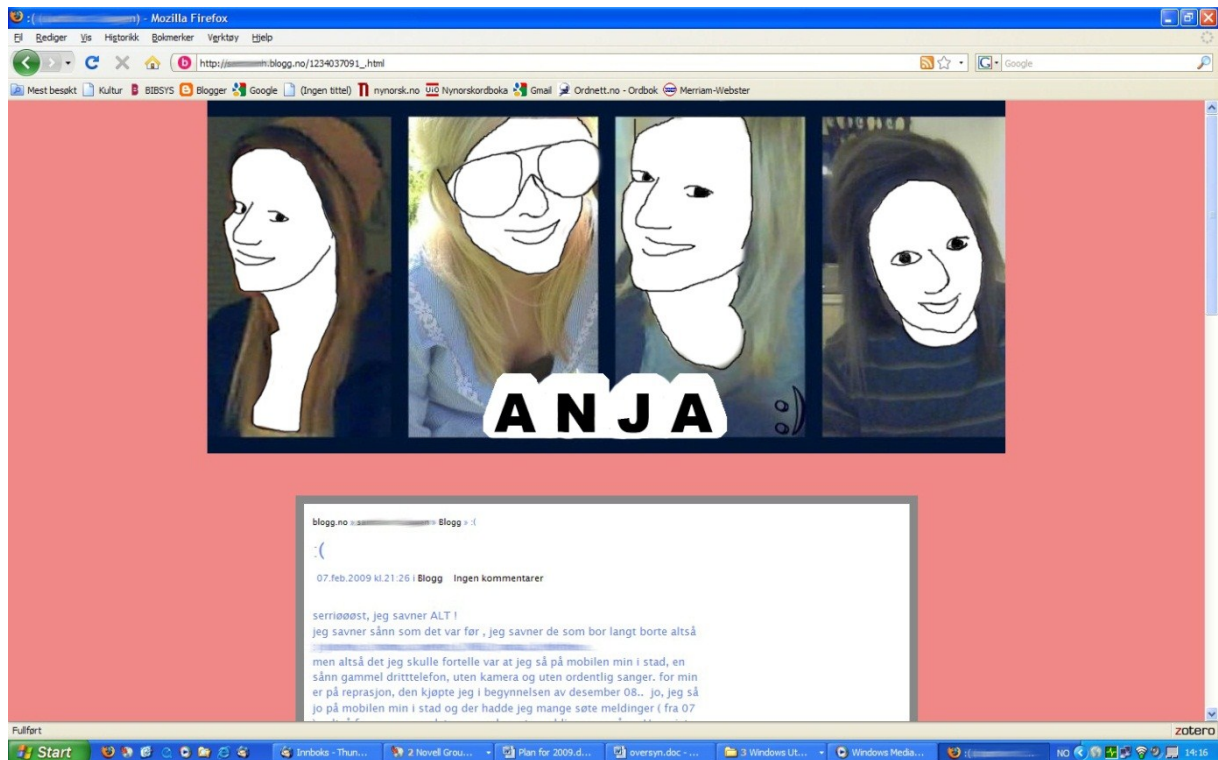 :( - Mozilla Firefox
Fil Rediger Vis Historikk Bokmerker Verktøy Hjelp
http:// .blogg.no/1234037091_.html
Google
Mest besøkt Kultur BIBSYS Blogger Google (Ingen tittel) nynorsk.no UiO Nynorskordboka Gmail Ordnett.no - Ordbok Merriam-Webster
ANJA
blogg.no » » Blogg » :(
:(
07.feb.2009 kl.21:26 i Blogg Ingen kommentarer
serriøøøst, jeg savner ALT !
jeg savner sånn som det var før , jeg savner de som bor langt borte altså
men altså det jeg skulle fortelle var at jeg så på mobilen min i stad, en
sånn gammel dritttelefon, uten kamera og uten ordentlig sanger. for min
er på reprasjon, den kjøpte jeg i begynnelsen av desember 08.. jo, jeg så
jo på mobilen min i stad og der hadde jeg mange søte meldinger ( fra 07
Fullført
zotero
Start Innboks - Thun... 2 Novell Grou... Plan for 2009.d... oversyn.doc - ... 3 Windows Ut... Windows Media... :( NO 14:16